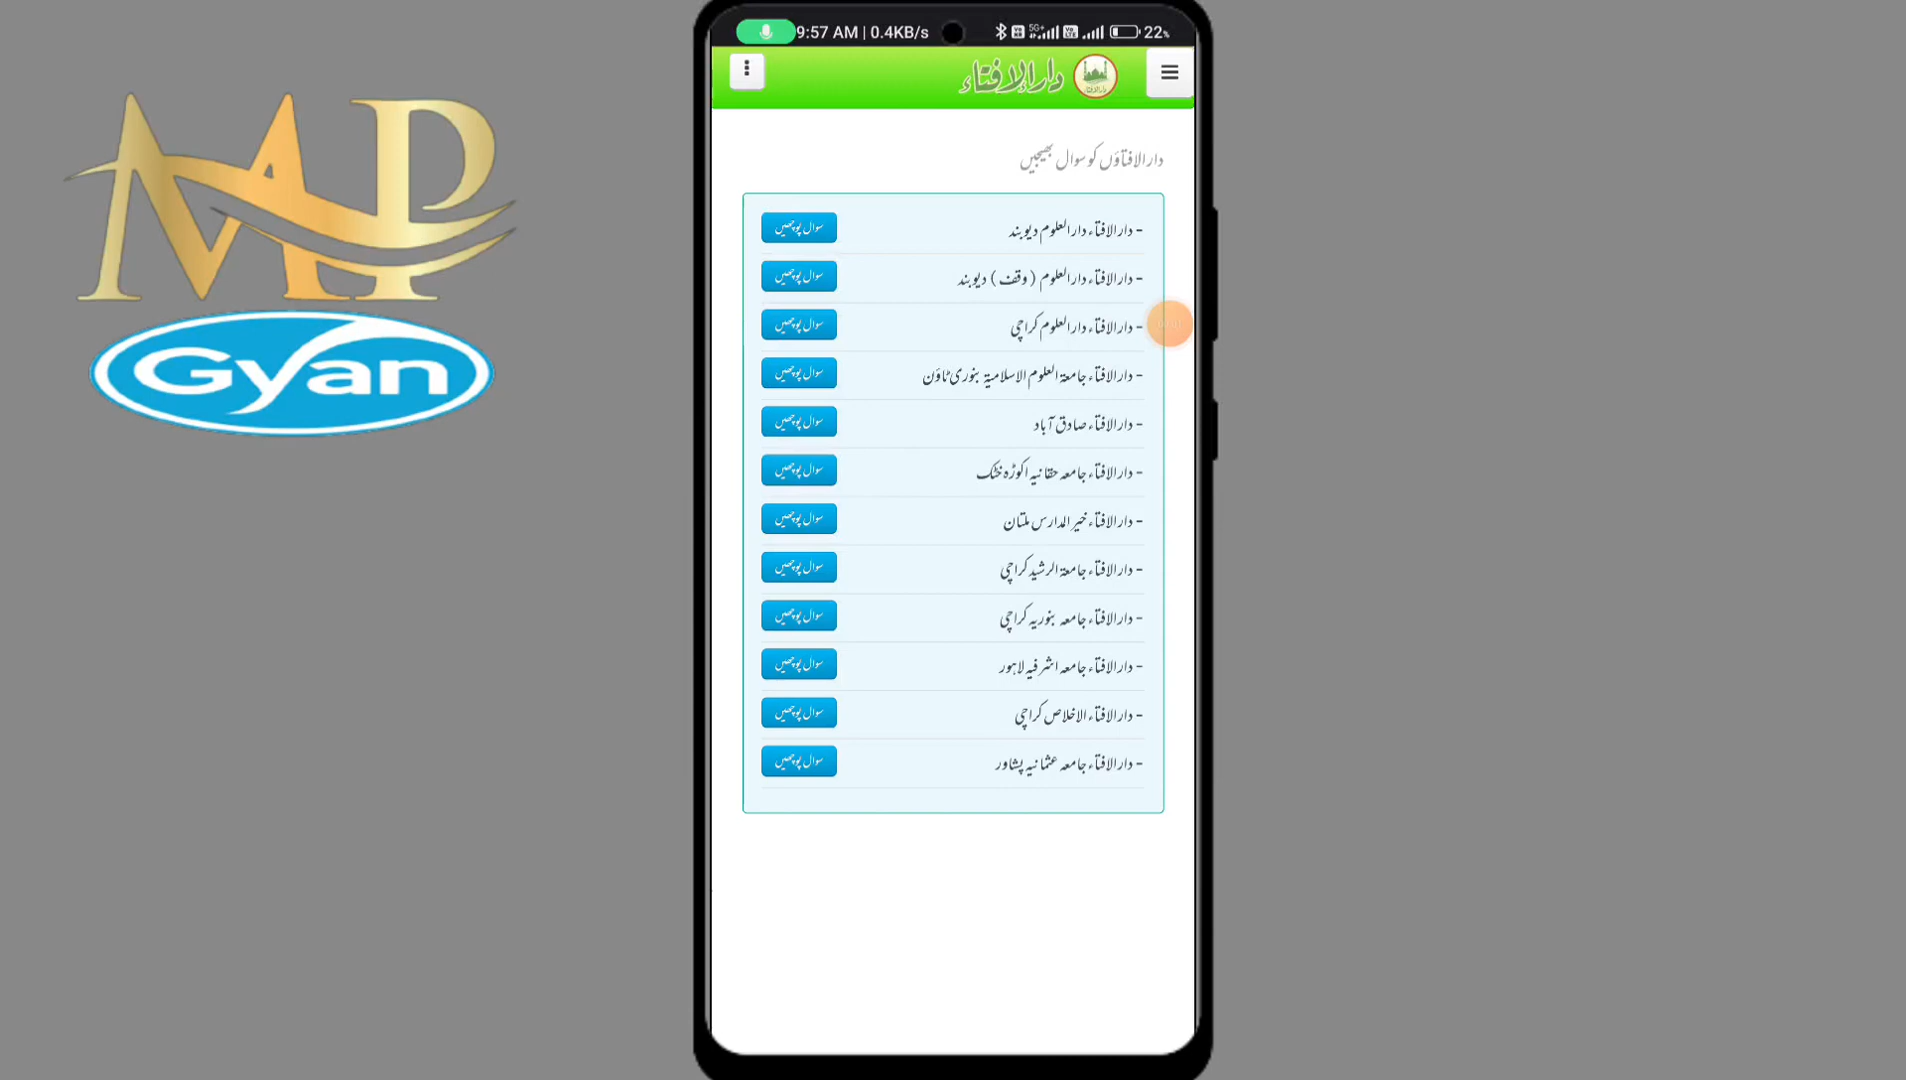 MP
Gyan
9:57 AM | 0.4KB/s 5G+ 22%
دارالافتاء
دارالافتاؤں کو سوال بھیجیں
- دارالافتاء دارالعلوم دیوبند سوال پوچھیں
- دارالافتاء دارالعلوم ( وقف ) دیوبند سوال پوچھیں
- دارالافتاء دارالعلوم کراچی سوال پوچھیں
- دارالافتاء جامعۃ العلوم الاسلامیۃ بنوری ٹاؤن سوال پوچھیں
- دارالافتاء صادق آباد سوال پوچھیں
- دارالافتاء جامعہ حقانیہ اکوڑہ خٹک سوال پوچھیں
- دارالافتاء خیر المدارس ملتان سوال پوچھیں
- دارالافتاء جامعۃ الرشید کراچی سوال پوچھیں
- دارالافتاء جامعہ بنوریہ کراچی سوال پوچھیں
- دارالافتاء جامعہ اشرفیہ لاہور سوال پوچھیں
- دارالافتاء الاخلاص کراچی سوال پوچھیں
- دارالافتاء جامعہ عثمانیہ پشاور سوال پوچھیں